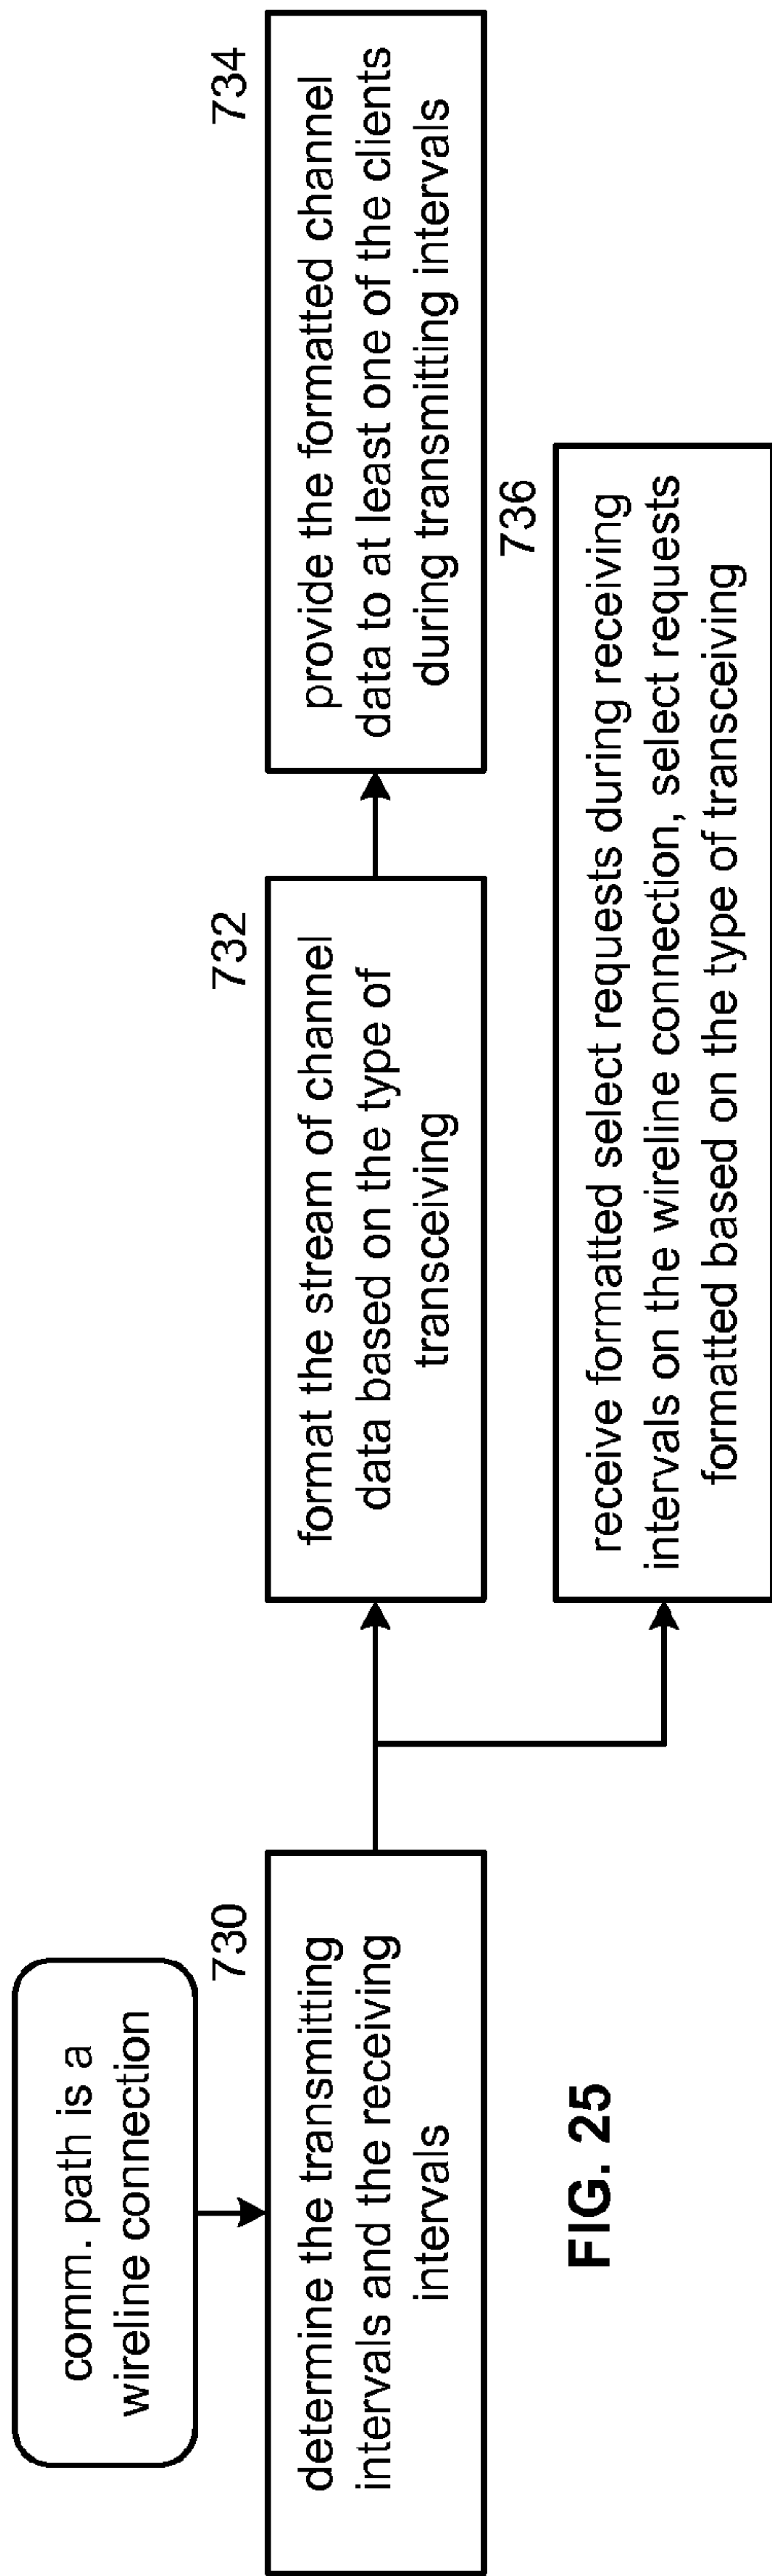 comm. path is a
wireline connection
730
determine the transmitting
intervals and the receiving
intervals
732
format the stream of channel
data based on the type of
transceiving
734
provide the formatted channel
data to at least one of the clients
during transmitting intervals
736
receive formatted select requests during receiving
intervals on the wireline connection, select requests
formatted based on the type of transceiving
FIG. 25